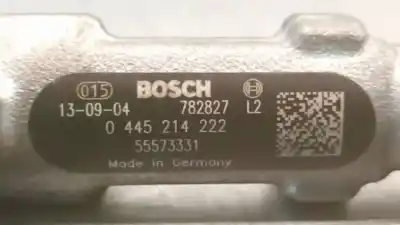 015 BOSCH
13-09-04 782827 L2
0 445 214 222
55573331
Made in Germany